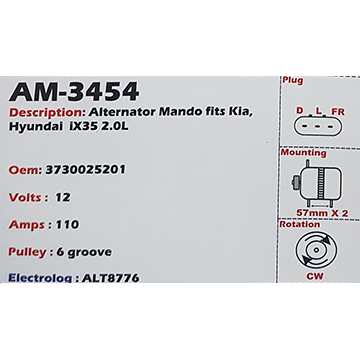 AM-3454
Description: Alternator Mando fits Kia,
Hyundai iX35 2.0L
Oem: 3730025201
Volts : 12
Amps : 110
Pulley : 6 groove
Electrolog : ALT8776
Plug
D L FR
Mounting
57mm X 2
Rotation
CW